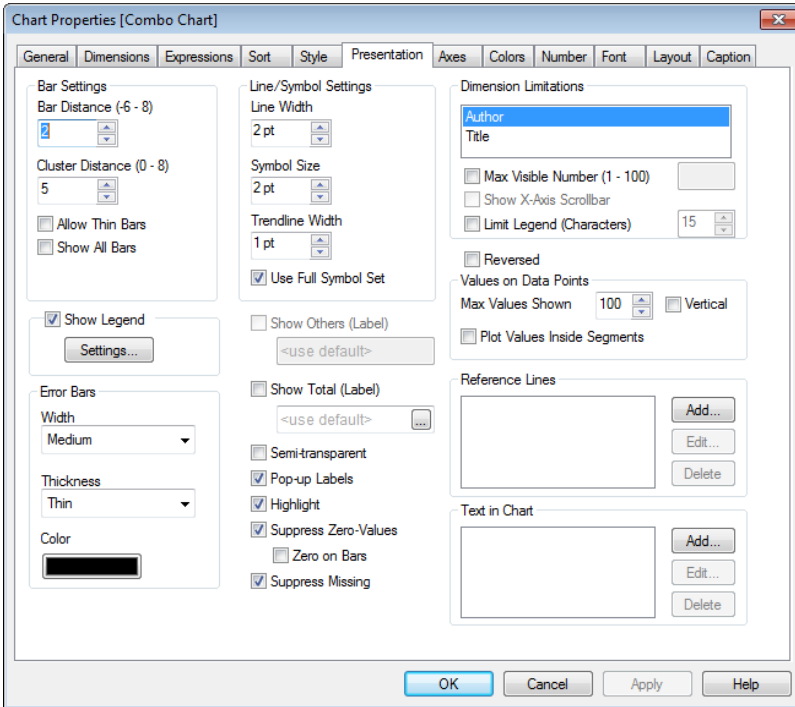 Chart Properties [Combo Chart]
General Dimensions Expressions Sort Style Presentation Axes Colors Number Font Layout Caption
Bar Settings
Bar Distance (-6 - 8)
2
Cluster Distance (0 - 8)
5
Allow Thin Bars
Show All Bars
Show Legend
Settings...
Error Bars
Width
Medium
Thickness
Thin
Color
Line/Symbol Settings
Line Width
2 pt
Symbol Size
2 pt
Trendline Width
1 pt
Use Full Symbol Set
Show Others (Label)
<use default>
Show Total (Label)
<use default> ...
Semi-transparent
Pop-up Labels
Highlight
Suppress Zero-Values
Zero on Bars
Suppress Missing
Dimension Limitations
Author
Title
Max Visible Number (1 - 100)
Show X-Axis Scrollbar
Limit Legend (Characters) 15
Reversed
Values on Data Points
Max Values Shown 100 Vertical
Plot Values Inside Segments
Reference Lines
Add...
Edit...
Delete
Text in Chart
Add...
Edit...
Delete
OK Cancel Apply Help